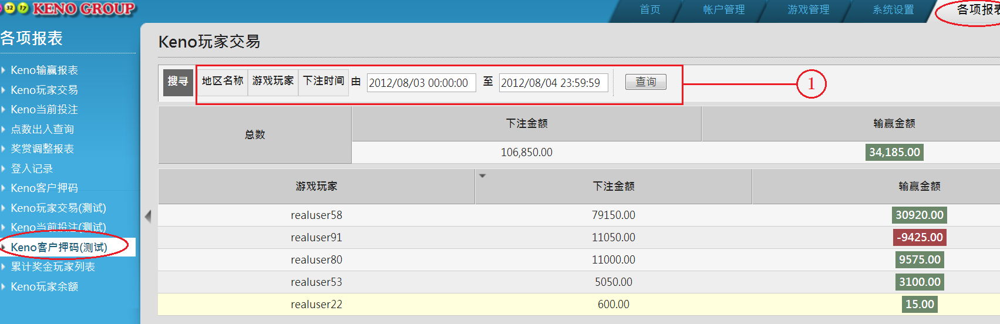 32 17 KENO GROUP
首页 帐户管理 游戏管理 系统设置 各项报表
各项报表
Keno输赢报表
Keno玩家交易
Keno当前投注
点数出入查询
奖赏调整报表
登入记录
Keno客户押码
Keno玩家交易(测试)
Keno当前投注(测试)
Keno客户押码(测试)
累计奖金玩家列表
Keno玩家余额
Keno玩家交易
搜寻 地区名称 游戏玩家 下注时间 由 2012/08/03 00:00:00 至 2012/08/04 23:59:59 查询 1
总数 下注金额 输赢金额
106,850.00 34,185.00
游戏玩家 下注金额 输赢金额
realuser58 79150.00 30920.00
realuser91 11050.00 -9425.00
realuser80 11000.00 9575.00
realuser53 5050.00 3100.00
realuser22 600.00 15.00